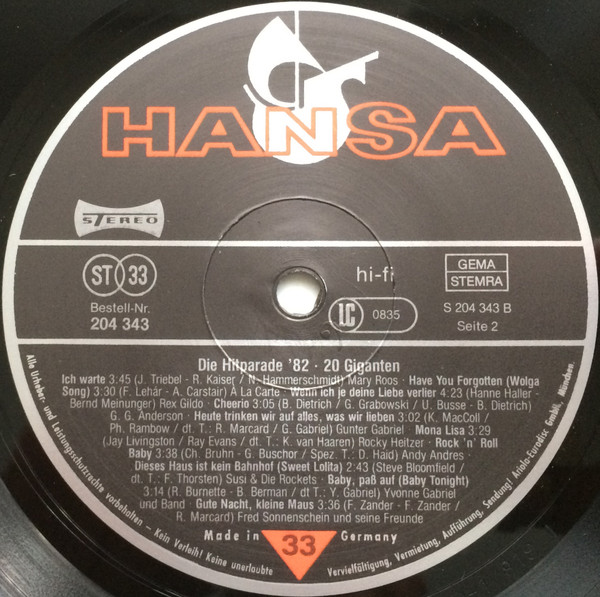 HANSA
STEREO
ST 33
hi-fi
GEMA
STEMRA
Bestell-Nr.
204 343
LC 0835
S 204 343 B
Seite 2
Die Hitparade '82 · 20 Giganten
Ich warte 3:45 (J. Triebel - R. Kaiser / N. Hammerschmidt) Mary Roos · Have You Forgotten (Wolga
Song) 3:30 (F. Lehár - A. Carstair) A La Carte · Wenn ich je deine Liebe verlier 4:23 (Hanne Haller -
Bernd Meinunger) Rex Gildo · Cheerio 3:05 (B. Dietrich / G. Grabowski / U. Busse - B. Dietrich)
G. G. Anderson · Heute trinken wir auf alles, was wir lieben 3:02 (K. MacColl /
Ph. Rambow / dt. T.: R. Marcard / G. Gabriel) Gunter Gabriel · Mona Lisa 3:29
(Jay Livingston / Ray Evans / dt. T.: K. van Haaren) Rocky Heitzer · Rock 'n' Roll
Baby 3:38 (Ch. Bruhn - G. Buschor / Spez. T.: D. Haid) Andy Andres ·
Dieses Haus ist kein Bahnhof (Sweet Lolita) 2:43 (Steve Bloomfield /
dt. T.: F. Thorsten) Susi & Die Rockets · Baby, paß auf (Baby Tonight)
3:14 (R. Burnette - B. Berman / dt T.: Y. Gabriel) Yvonne Gabriel
und Band · Gute Nacht, kleine Maus 3:36 (F. Zander - F. Zander /
R. Marcard) Fred Sonnenschein und seine Freunde
Made in 33 Germany
Alle Urheber- und Leistungsschutzrechte vorbehalten – Kein Verleih! Keine unerlaubte Vervielfältigung, Vermietung, Aufführung, Sendung! Ariola-Eurodisc GmbH, München